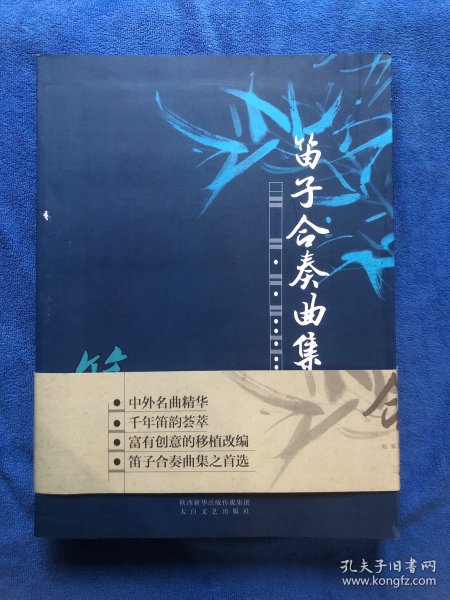 笛子合奏曲集
中外名曲精华
千年笛韵荟萃
富有创意的移植改编
笛子合奏曲集之首选
陕西新华出版传媒集团
太白文艺出版社
孔夫子旧书网
www.kongfz.com